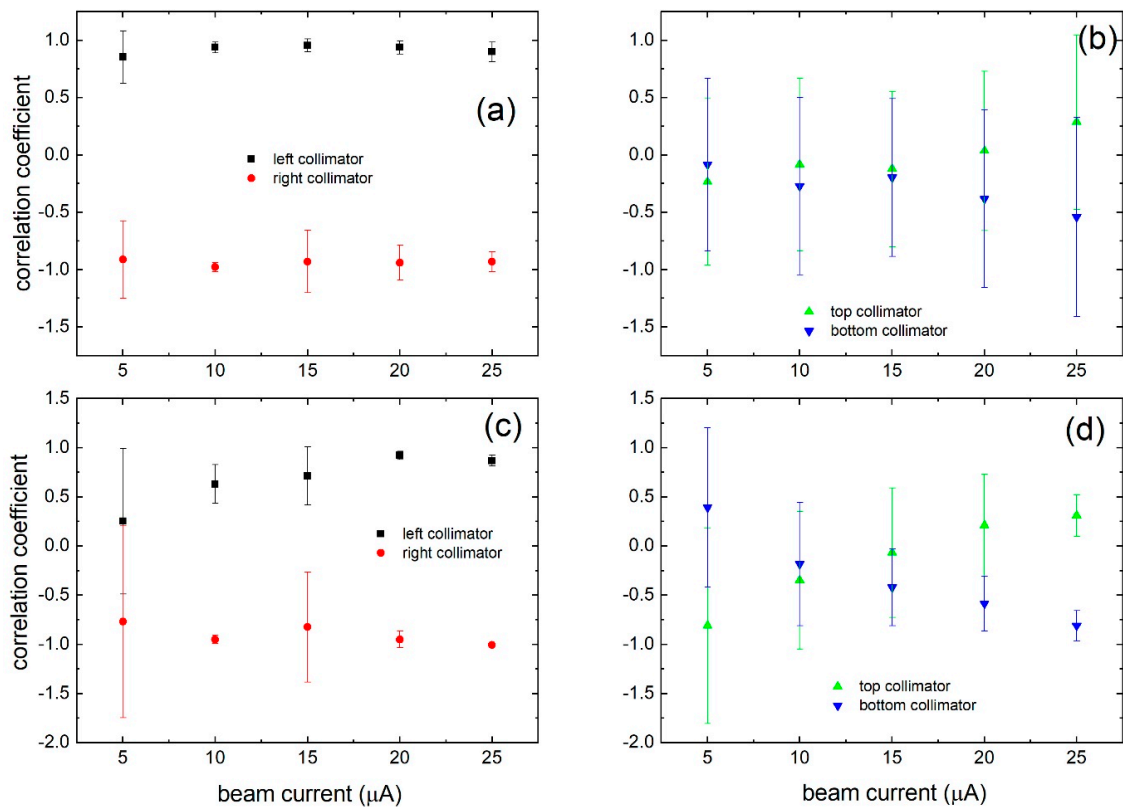 1.0
0.5
0.0
-0.5
-1.0
-1.5
correlation coefficient
(a)
left collimator
right collimator
5 10 15 20 25
1.0
0.5
0.0
-0.5
-1.0
-1.5
(b)
top collimator
bottom collimator
5 10 15 20 25
1.5
1.0
0.5
0.0
-0.5
-1.0
-1.5
-2.0
correlation coefficient
(c)
left collimator
right collimator
5 10 15 20 25
beam current (μA)
1.5
1.0
0.5
0.0
-0.5
-1.0
-1.5
-2.0
(d)
top collimator
bottom collimator
5 10 15 20 25
beam current (μA)